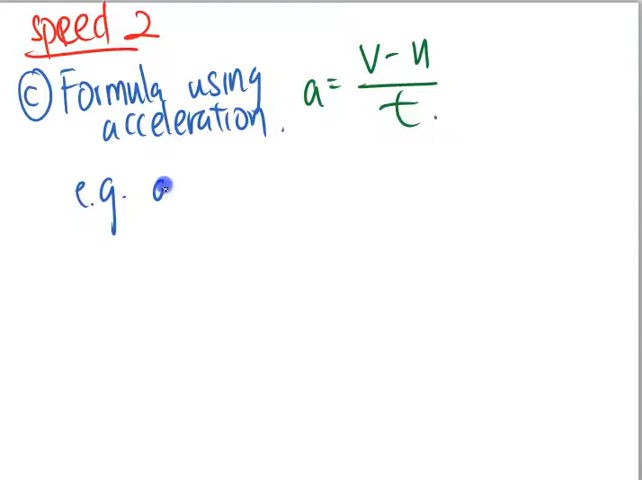 speed 2
(c) Formula using
acceleration.
a = v - u / t.
e.g.